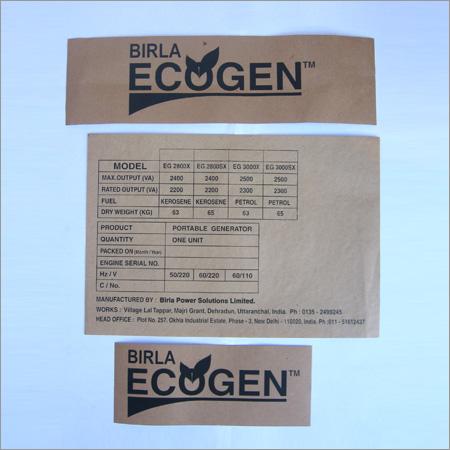 BIRLA
ECOGEN™
MODEL EG 2800X EG 2800SX EG 3000X EG 3000SX
MAX.OUTPUT (VA) 2400 2400 2500 2500
RATED OUTPUT (VA) 2200 2200 2300 2300
FUEL KEROSENE KEROSENE PETROL PETROL
DRY WEIGHT (KG) 63 65 63 65
PRODUCT PORTABLE GENERATOR
QUANTITY ONE UNIT
PACKED ON (Month / Year)
ENGINE SERIAL NO.
Hz / V 50/220 60/220 60/110
C / No.
MANUFACTURED BY : Birla Power Solutions Limited.
WORKS : Village Lal Tappar, Majri Grant, Dehradun, Uttaranchal, India. Ph : 0135 - 2499245
HEAD OFFICE : Plot No. 257, Okhla Industrial Estate, Phase - 3, New Delhi - 110020, India Ph :011 - 51612437
BIRLA
ECOGEN™